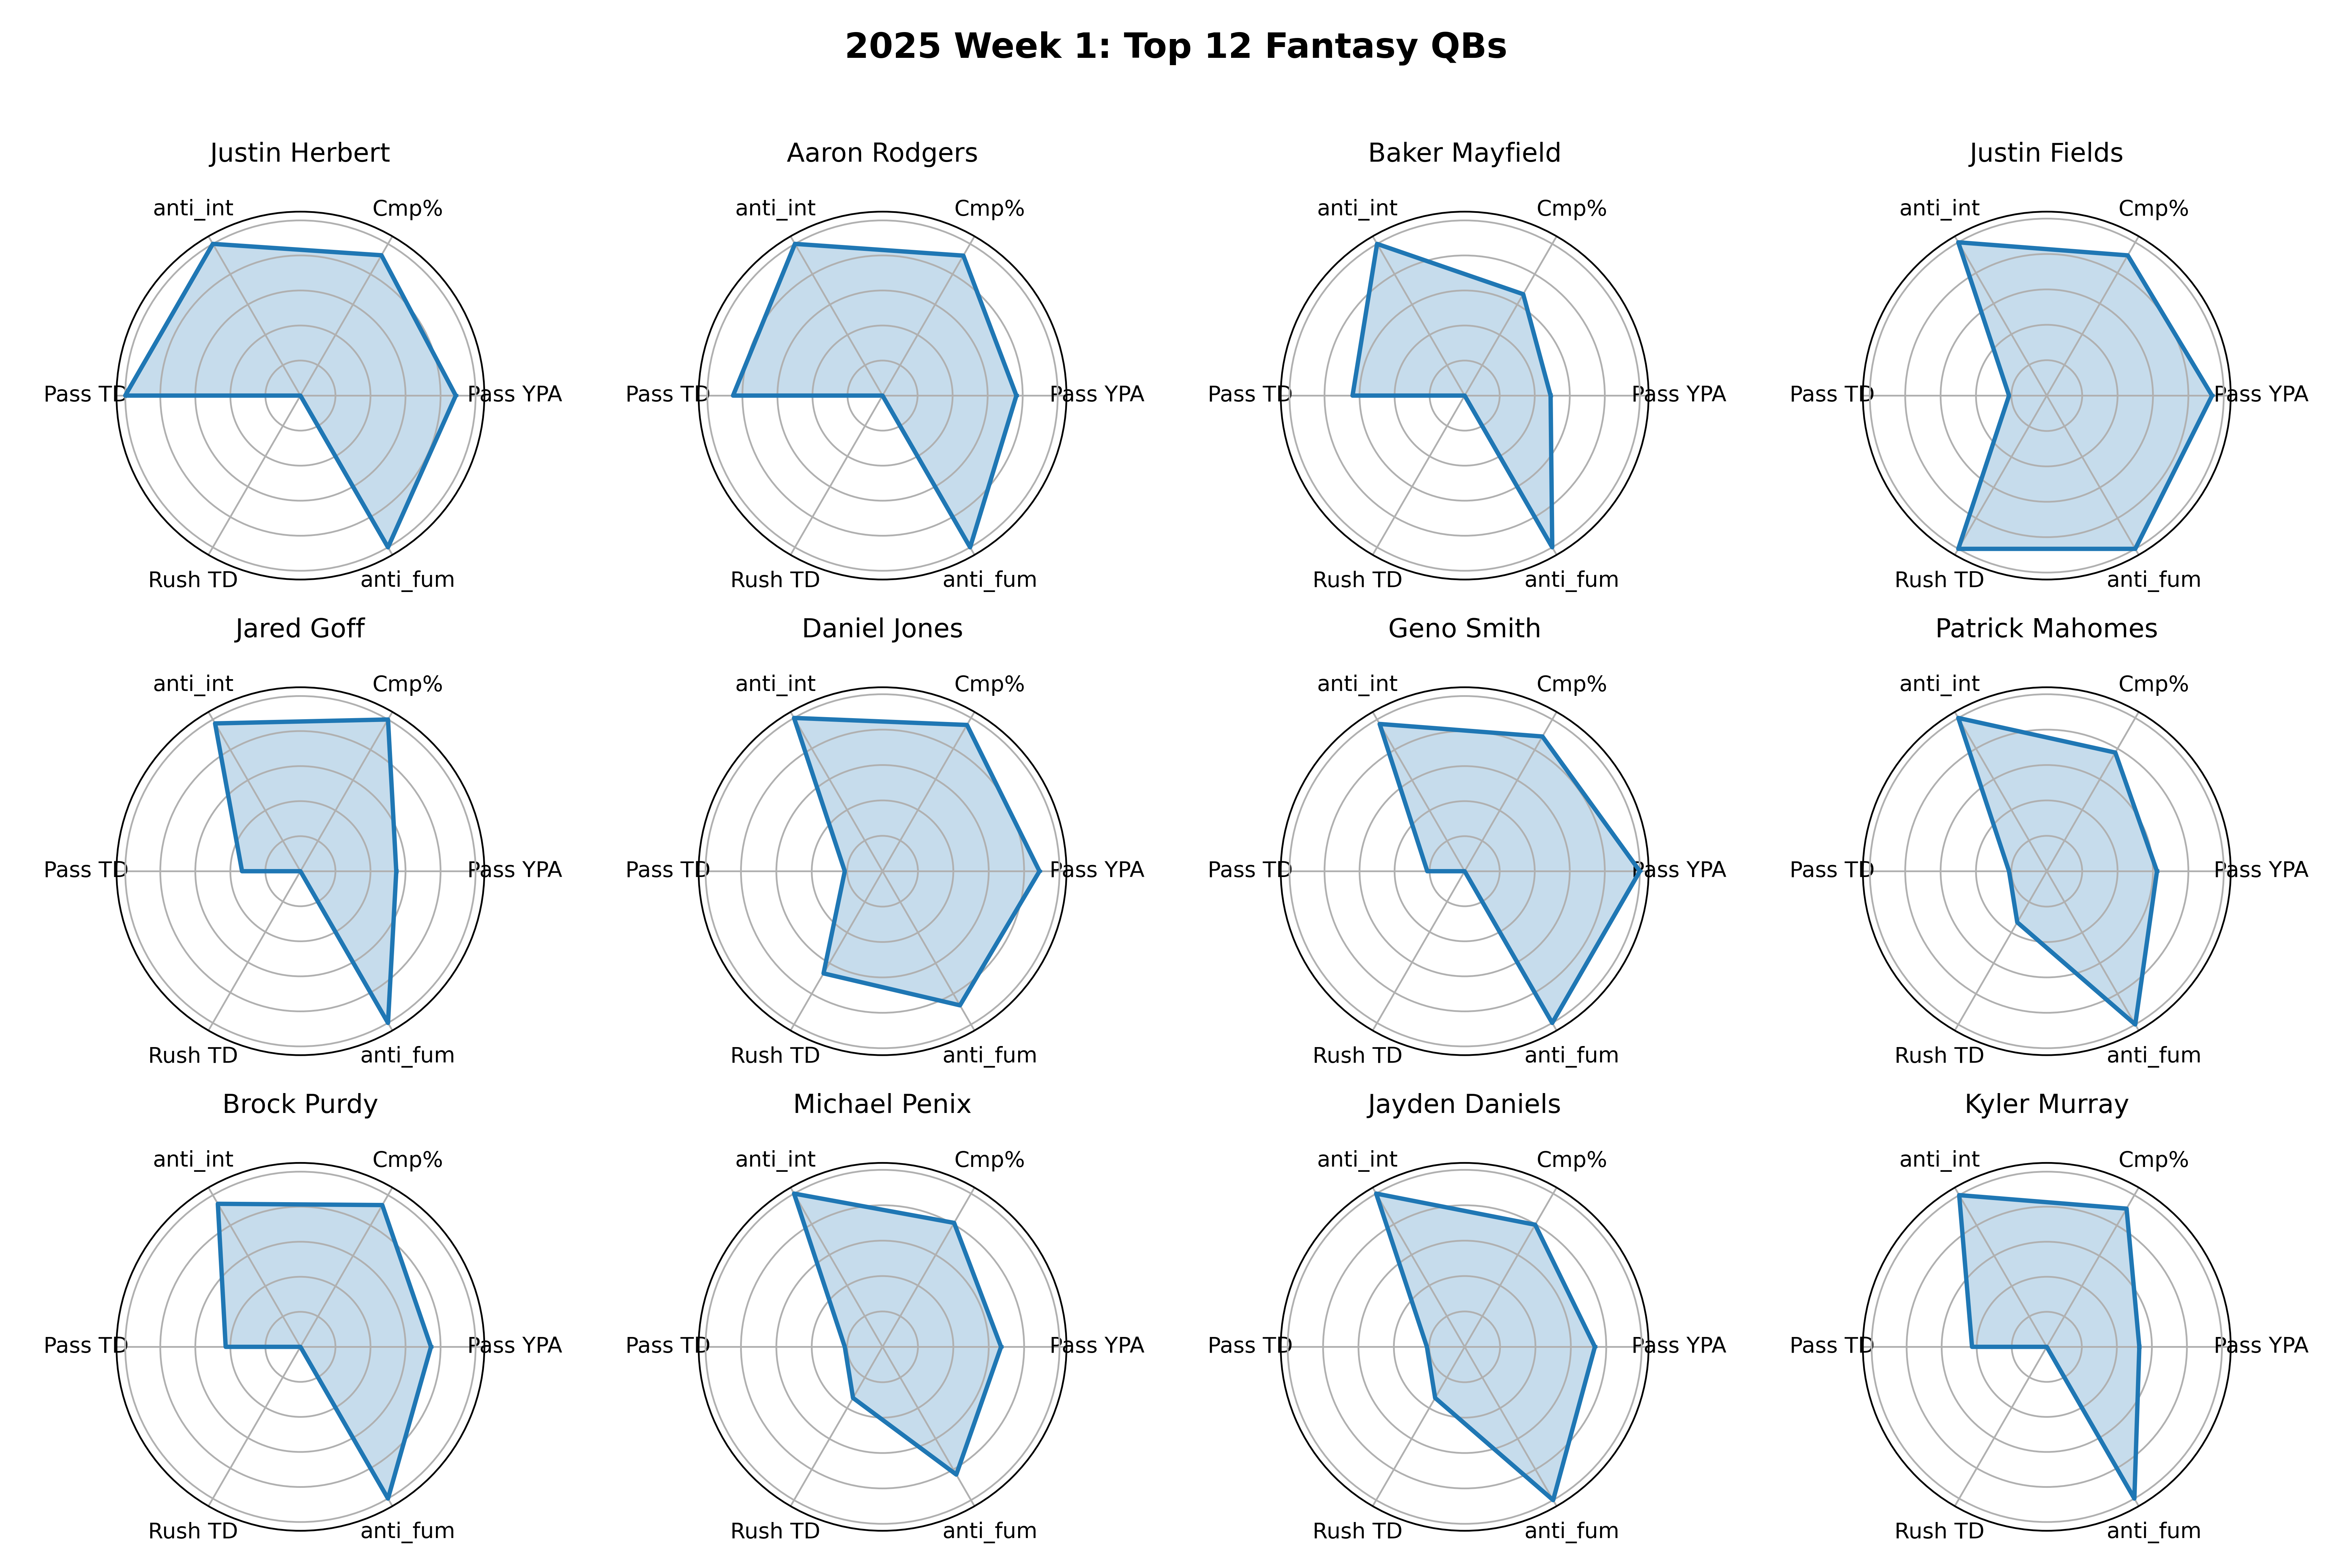 2025 Week 1: Top 12 Fantasy QBs
Justin Herbert
anti_int
Cmp%
Pass TD
Pass YPA
Rush TD
anti_fum
Aaron Rodgers
anti_int
Cmp%
Pass TD
Pass YPA
Rush TD
anti_fum
Baker Mayfield
anti_int
Cmp%
Pass TD
Pass YPA
Rush TD
anti_fum
Justin Fields
anti_int
Cmp%
Pass TD
Pass YPA
Rush TD
anti_fum
Jared Goff
anti_int
Cmp%
Pass TD
Pass YPA
Rush TD
anti_fum
Daniel Jones
anti_int
Cmp%
Pass TD
Pass YPA
Rush TD
anti_fum
Geno Smith
anti_int
Cmp%
Pass TD
Pass YPA
Rush TD
anti_fum
Patrick Mahomes
anti_int
Cmp%
Pass TD
Pass YPA
Rush TD
anti_fum
Brock Purdy
anti_int
Cmp%
Pass TD
Pass YPA
Rush TD
anti_fum
Michael Penix
anti_int
Cmp%
Pass TD
Pass YPA
Rush TD
anti_fum
Jayden Daniels
anti_int
Cmp%
Pass TD
Pass YPA
Rush TD
anti_fum
Kyler Murray
anti_int
Cmp%
Pass TD
Pass YPA
Rush TD
anti_fum